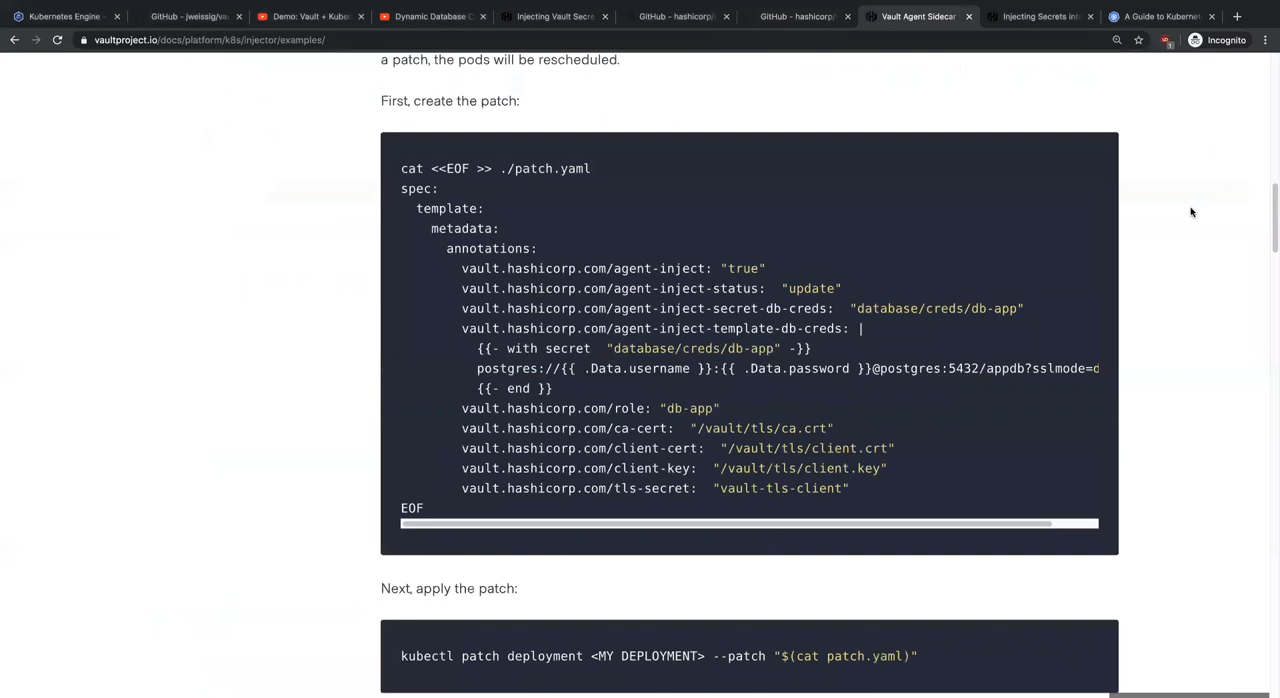 Kubernetes Engine -
GitHub - jweissig/va
Demo: Vault + Kuber
Dynamic Database C
Injecting Vault Secre
GitHub - hashicorp/
GitHub - hashicorp/
Vault Agent Sidecar
Injecting Secrets int
A Guide to Kubernet
vaultproject.io/docs/platform/k8s/injector/examples/
Incognito
a patch, the pods will be rescheduled.
First, create the patch:
cat <<EOF >> ./patch.yaml
spec:
  template:
    metadata:
      annotations:
        vault.hashicorp.com/agent-inject: "true"
        vault.hashicorp.com/agent-inject-status:  "update"
        vault.hashicorp.com/agent-inject-secret-db-creds:  "database/creds/db-app"
        vault.hashicorp.com/agent-inject-template-db-creds: |
          {{- with secret  "database/creds/db-app" -}}
          postgres://{{ .Data.username }}:{{ .Data.password }}@postgres:5432/appdb?sslmode=d
          {{- end }}
        vault.hashicorp.com/role: "db-app"
        vault.hashicorp.com/ca-cert:  "/vault/tls/ca.crt"
        vault.hashicorp.com/client-cert:  "/vault/tls/client.crt"
        vault.hashicorp.com/client-key:  "/vault/tls/client.key"
        vault.hashicorp.com/tls-secret:  "vault-tls-client"
EOF
Next, apply the patch:
kubectl patch deployment <MY DEPLOYMENT> --patch "$(cat patch.yaml)"